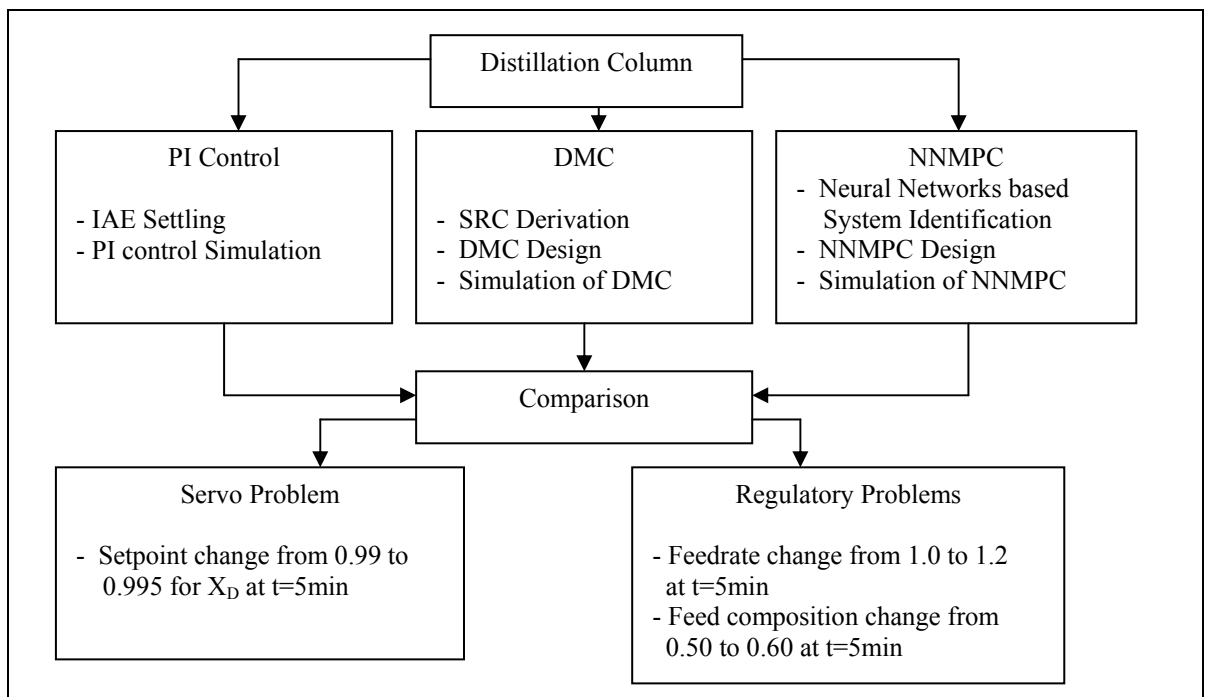 Distillation Column
PI Control
- IAE Settling
- PI control Simulation
DMC
- SRC Derivation
- DMC Design
- Simulation of DMC
NNMPC
- Neural Networks based
System Identification
- NNMPC Design
- Simulation of NNMPC
Comparison
Servo Problem
- Setpoint change from 0.99 to
0.995 for X_D at t=5min
Regulatory Problems
- Feedrate change from 1.0 to 1.2
at t=5min
- Feed composition change from
0.50 to 0.60 at t=5min